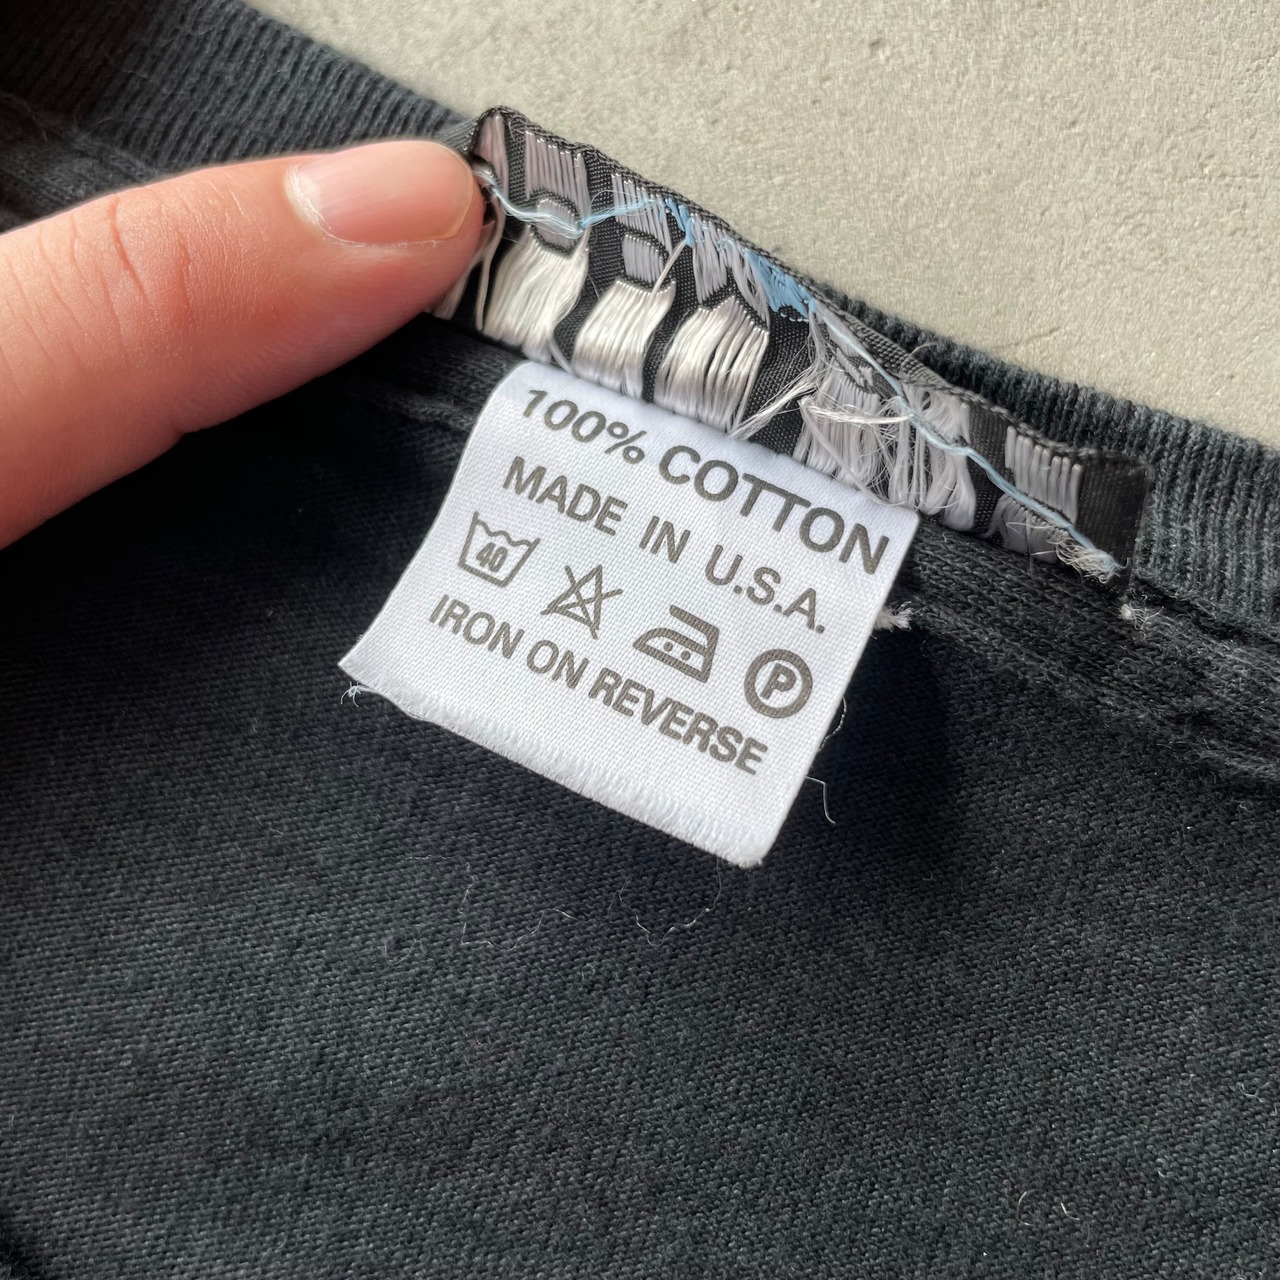 100% COTTON
MADE IN U.S.A.
40 P
IRON ON REVERSE